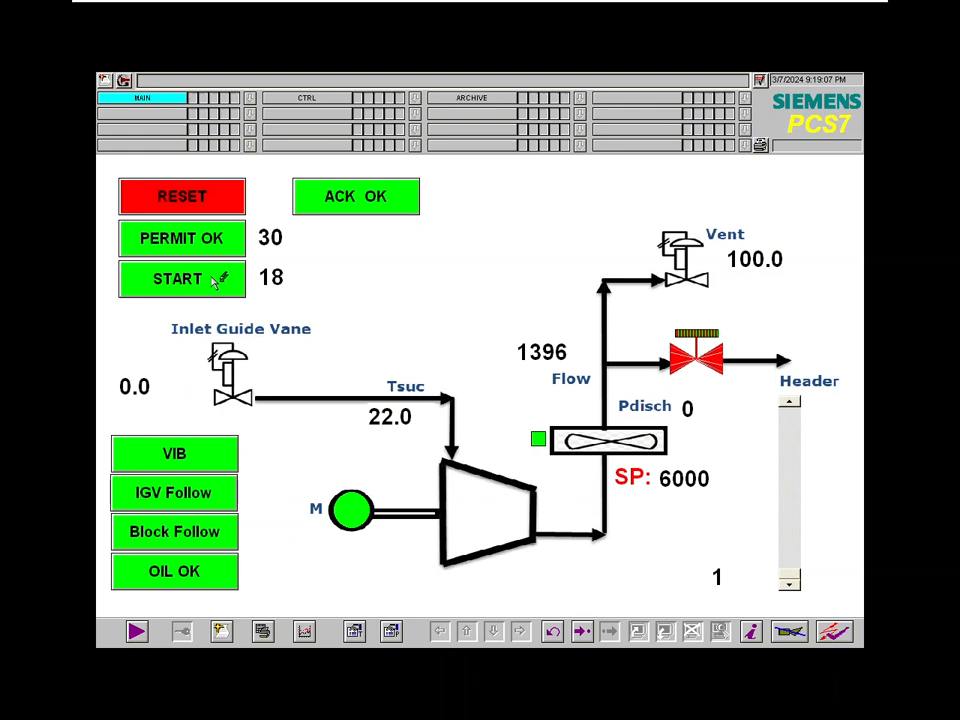 3/7/2024 9:19:07 PM
MAIN
CTRL
ARCHIVE
SIEMENS
PCS7
RESET
ACK OK
PERMIT OK
30
START
18
Vent
100.0
Inlet Guide Vane
0.0
Tsuc
22.0
1396
Flow
Header
Pdisch
0
SP:
6000
VIB
IGV Follow
Block Follow
OIL OK
M
1